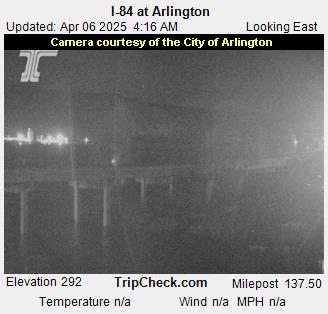 I-84 at Arlington
Updated: Apr 06 2025 4:16 AM Looking East
Camera courtesy of the City of Arlington
Elevation 292 TripCheck.com Milepost 137.50
Temperature n/a Wind n/a MPH n/a